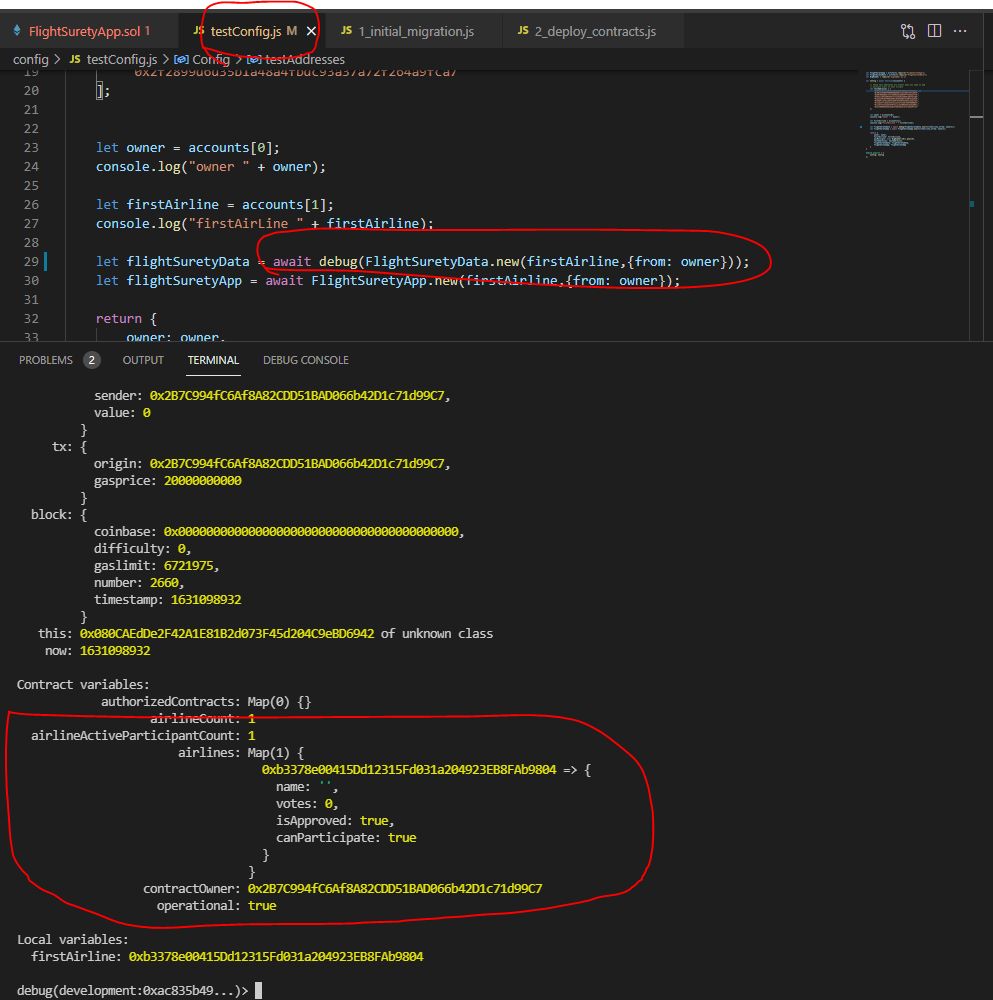 FlightSuretyApp.sol 1
JS testConfig.js M
JS 1_initial_migration.js
JS 2_deploy_contracts.js
config > JS testConfig.js > Config > testAddresses
19
20 ];
21
22
23 let owner = accounts[0];
24 console.log("owner " + owner);
25
26 let firstAirline = accounts[1];
27 console.log("firstAirLine " + firstAirline);
28
29 let flightSuretyData = await debug(FlightSuretyData.new(firstAirline,{from: owner}));
30 let flightSuretyApp = await FlightSuretyApp.new(firstAirline,{from: owner});
31
32 return {
33 owner: owner,
PROBLEMS 2 OUTPUT TERMINAL DEBUG CONSOLE
sender: 0x2B7C994fC6Af8A82CDD51BAD066b42D1c71d99C7,
value: 0
}
tx: {
origin: 0x2B7C994fC6Af8A82CDD51BAD066b42D1c71d99C7,
gasprice: 20000000000
}
block: {
coinbase: 0x0000000000000000000000000000000000000000,
difficulty: 0,
gaslimit: 6721975,
number: 2660,
timestamp: 1631098932
}
this: 0x080CAEdDe2F42A1E81B2d073F45d204C9eBD6942 of unknown class
now: 1631098932
Contract variables:
authorizedContracts: Map(0) {}
airlineCount: 1
airlineActiveParticipantCount: 1
airlines: Map(1) {
0xb3378e00415Dd12315Fd031a204923EB8FAb9804 => {
name: '',
votes: 0,
isApproved: true,
canParticipate: true
}
}
contractOwner: 0x2B7C994fC6Af8A82CDD51BAD066b42D1c71d99C7
operational: true
Local variables:
firstAirline: 0xb3378e00415Dd12315Fd031a204923EB8FAb9804
debug(development:0xac835b49...)>